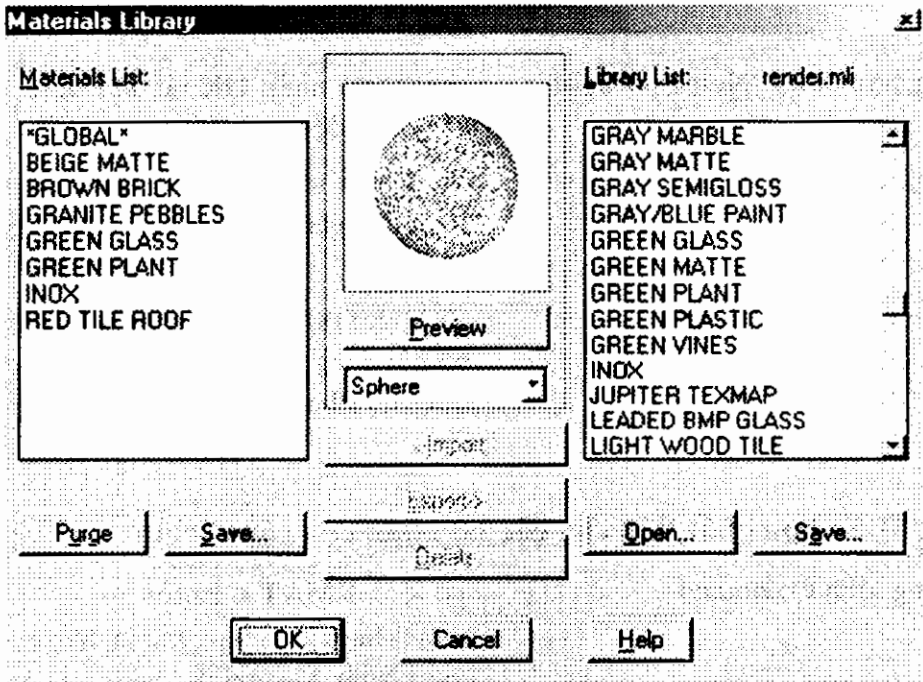 Materials Library
Materials List:
*GLOBAL*
BEIGE MATTE
BROWN BRICK
GRANITE PEBBLES
GREEN GLASS
GREEN PLANT
INOX
RED TILE ROOF
Purge
Save...
Preview
Sphere
Import
Delete
Library List:
render.mli
GRAY MARBLE
GRAY MATTE
GRAY SEMIGLOSS
GRAY/BLUE PAINT
GREEN GLASS
GREEN MATTE
GREEN PLANT
GREEN PLASTIC
GREEN VINES
INOX
JUPITER TEXMAP
LEADED BMP GLASS
LIGHT WOOD TILE
Open...
Save...
OK
Cancel
Help